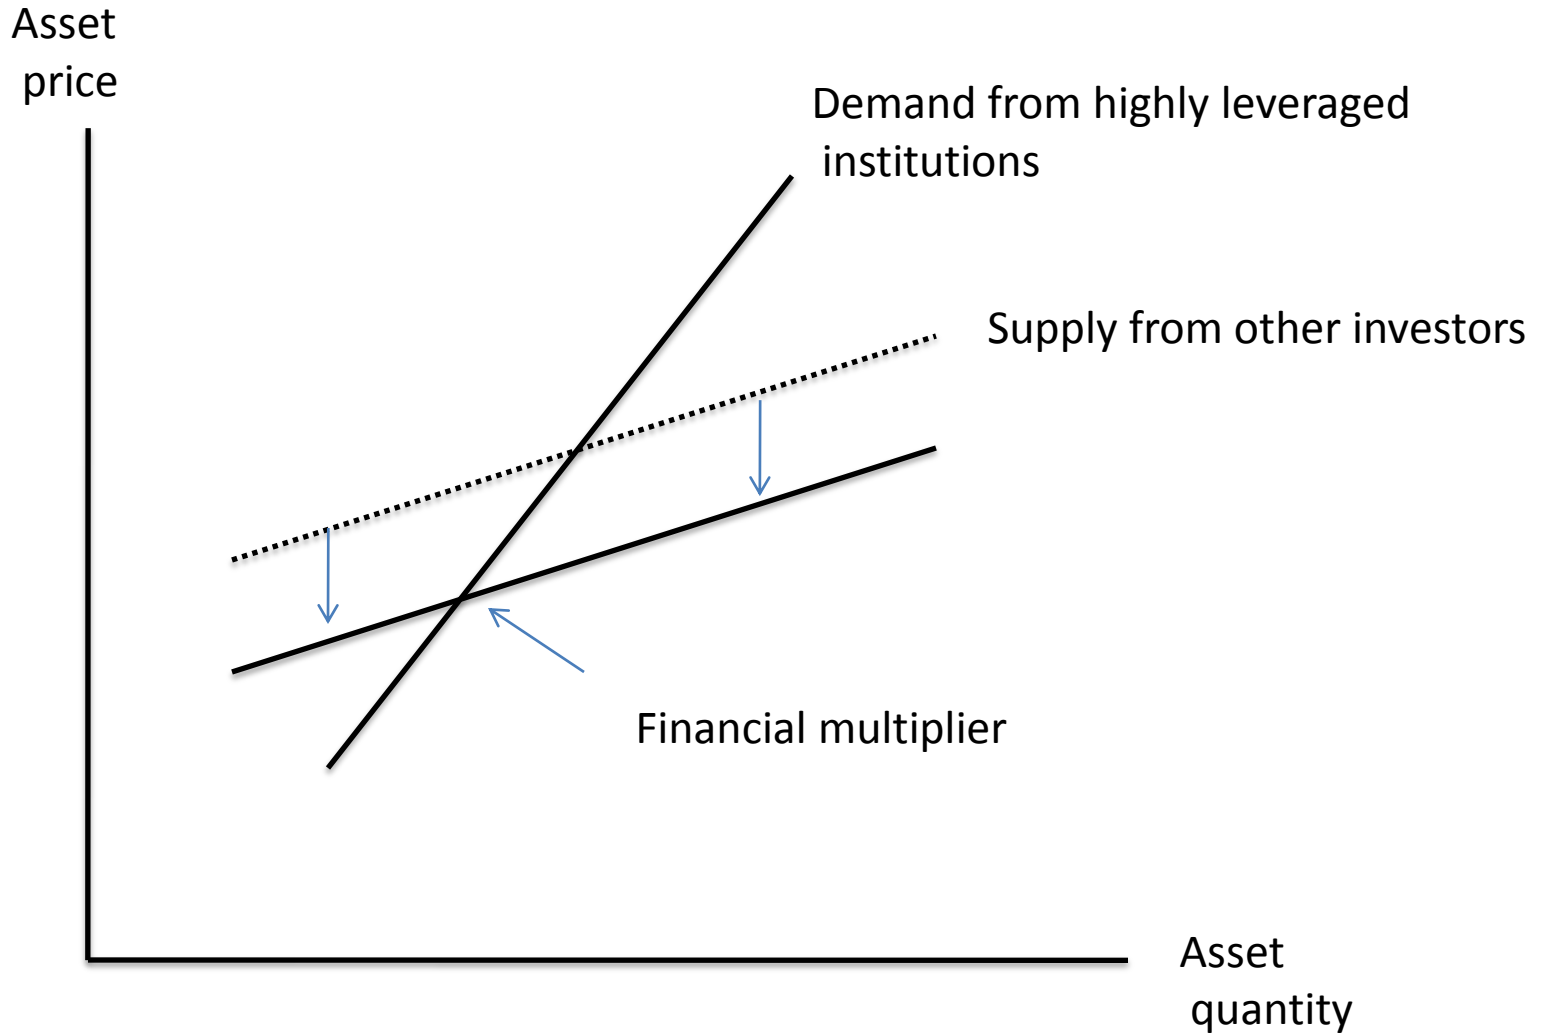 Asset
price
Demand from highly leveraged
institutions
Supply from other investors
Financial multiplier
Asset
quantity